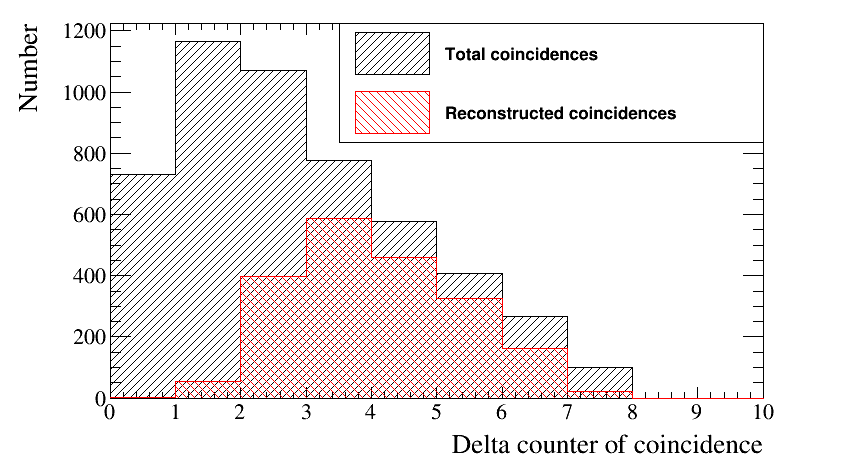 Number
1200
1000
800
600
400
200
0
Total coincidences
Reconstructed coincidences
0 1 2 3 4 5 6 7 8 9 10
Delta counter of coincidence